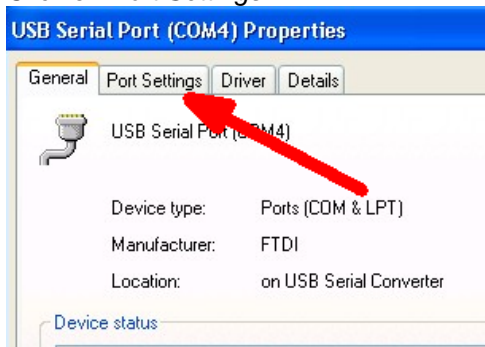 USB Serial Port (COM4) Properties
General Port Settings Driver Details
USB Serial Port (COM4)
Device type: Ports (COM & LPT)
Manufacturer: FTDI
Location: on USB Serial Converter
Device status